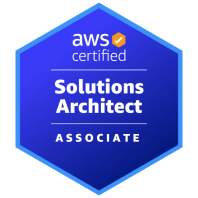 aws
certified
Solutions
Architect
ASSOCIATE